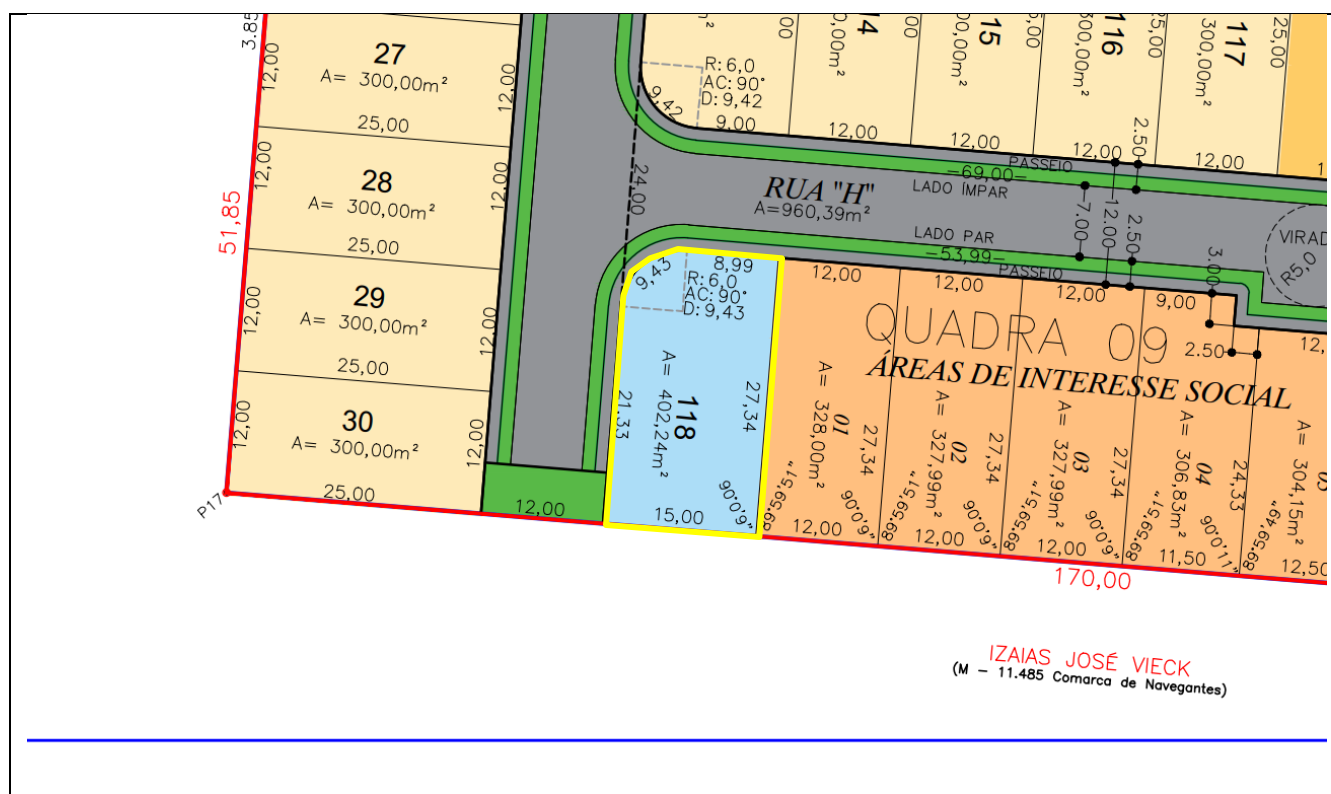 3.85
12,00
27
A= 300,00m²
12,00
25,00
12,00
28
A= 300,00m²
12,00
25,00
51,85
12,00
29
A= 300,00m²
12,00
25,00
12,00
30
A= 300,00m²
12,00
25,00
P17
12,00
R: 6,0
AC: 90°
D: 9,42
9,42
9,00
24,00
14
12,00
15
12,00
116
300,00m²
12,00
25,00
117
300,00m²
12,00
25,00
2.50
PASSEIO
-69,00-
LADO ÍMPAR
RUA "H"
A=960,39m²
7.00
12.00
2.50
LADO PAR
-53,99-
PASSEIO
3.00
VIRAD
R5,0
9,43
8,99
R: 6,0
AC: 90°
D: 9,43
21,33
118
A= 402,24m²
27,34
15,00
90°0'9"
12,00
12,00
12,00
9,00
2.50
12,
QUADRA 09
ÁREAS DE INTERESSE SOCIAL
01
A= 328,00m²
27,34
89°59'51"
90°0'9"
12,00
02
A= 327,99m²
27,34
89°59'51"
90°0'9"
12,00
03
A= 327,99m²
27,34
89°59'51"
90°0'9"
12,00
04
A= 306,83m²
24,33
89°59'51"
90°0'11"
11,50
A= 304,15m²
89°59'49"
12,50
170,00
IZAIAS JOSÉ VIECK
(M - 11.485 Comarca de Navegantes)